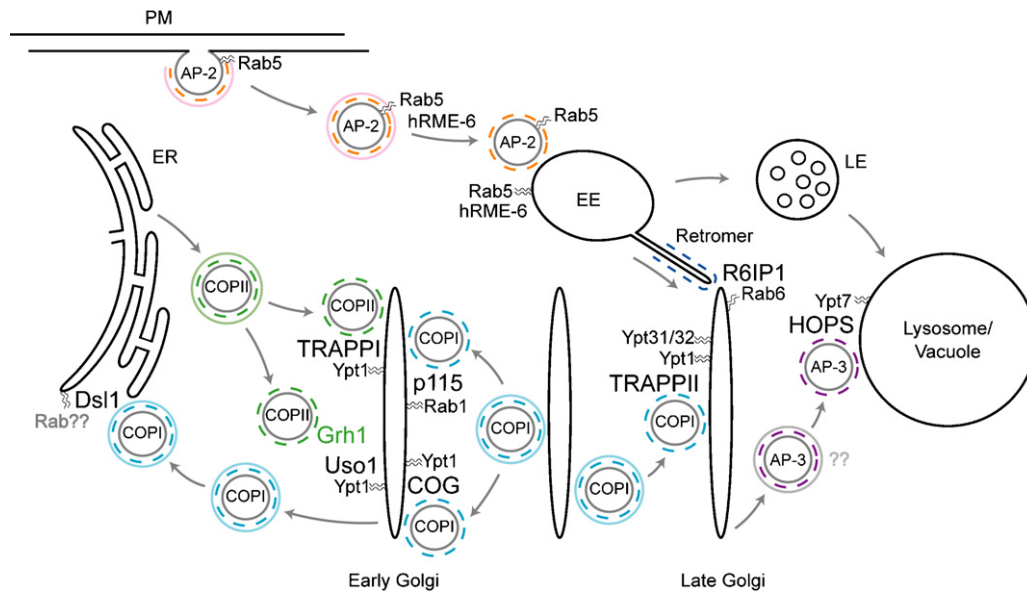 PM
AP-2
Rab5
AP-2
Rab5
hRME-6
AP-2
Rab5
ER
Rab5
hRME-6
EE
LE
Retromer
R6IP1
Rab6
COPII
COPII
TRAPPI
Ypt1
COPI
p115
Rab1
Ypt31/32
Ypt1
TRAPPII
Ypt7
HOPS
AP-3
Lysosome/
Vacuole
Dsl1
Rab??
COPI
COPII
Grh1
COPI
COPI
Uso1
Ypt1
Ypt1
COG
AP-3
??
COPI
COPI
COPI
Early Golgi
Late Golgi